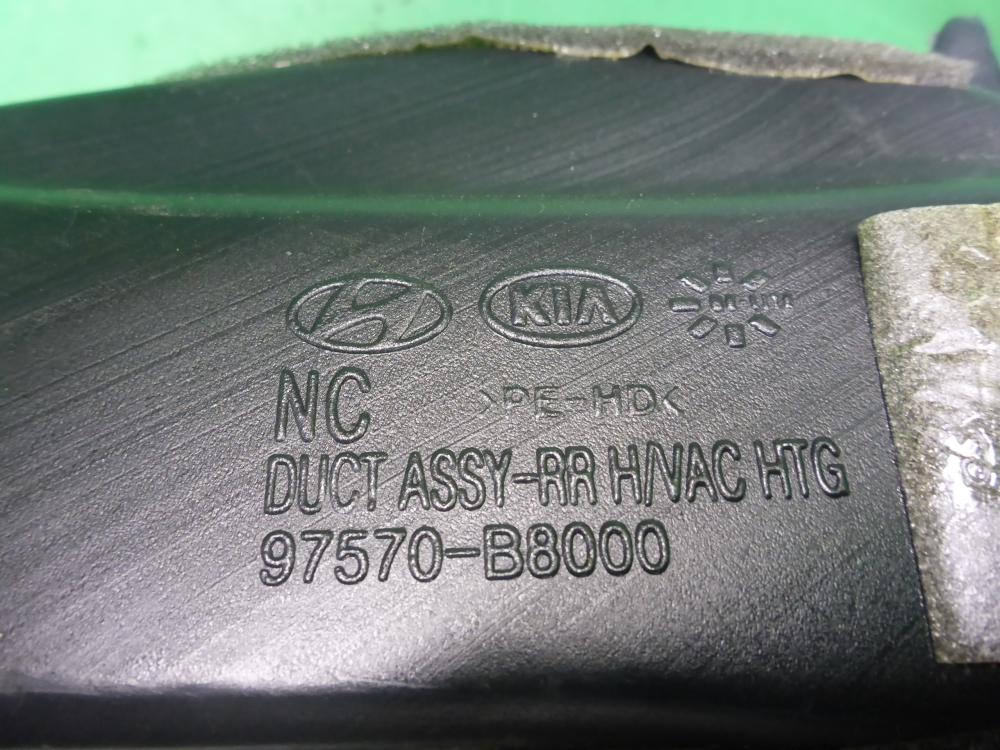 KIA
NC >PE-HD<
DUCT ASSY-RR H/VAC HTG
97570-B8000